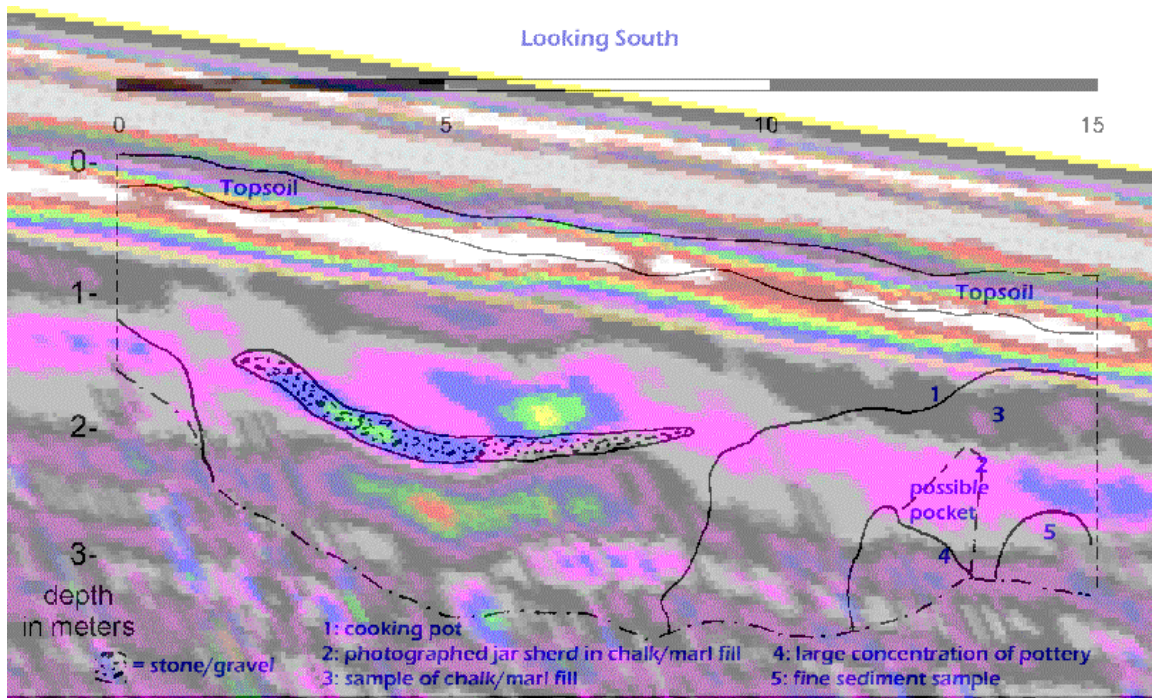 Looking South
0 5 10 15
0-
Topsoil
1-
Topsoil
1
3
2-
2
possible
pocket
5
3-
4
depth
in meters
= stone/gravel
1: cooking pot
2: photographed jar sherd in chalk/marl fill
3: sample of chalk/marl fill
4: large concentration of pottery
5: fine sediment sample